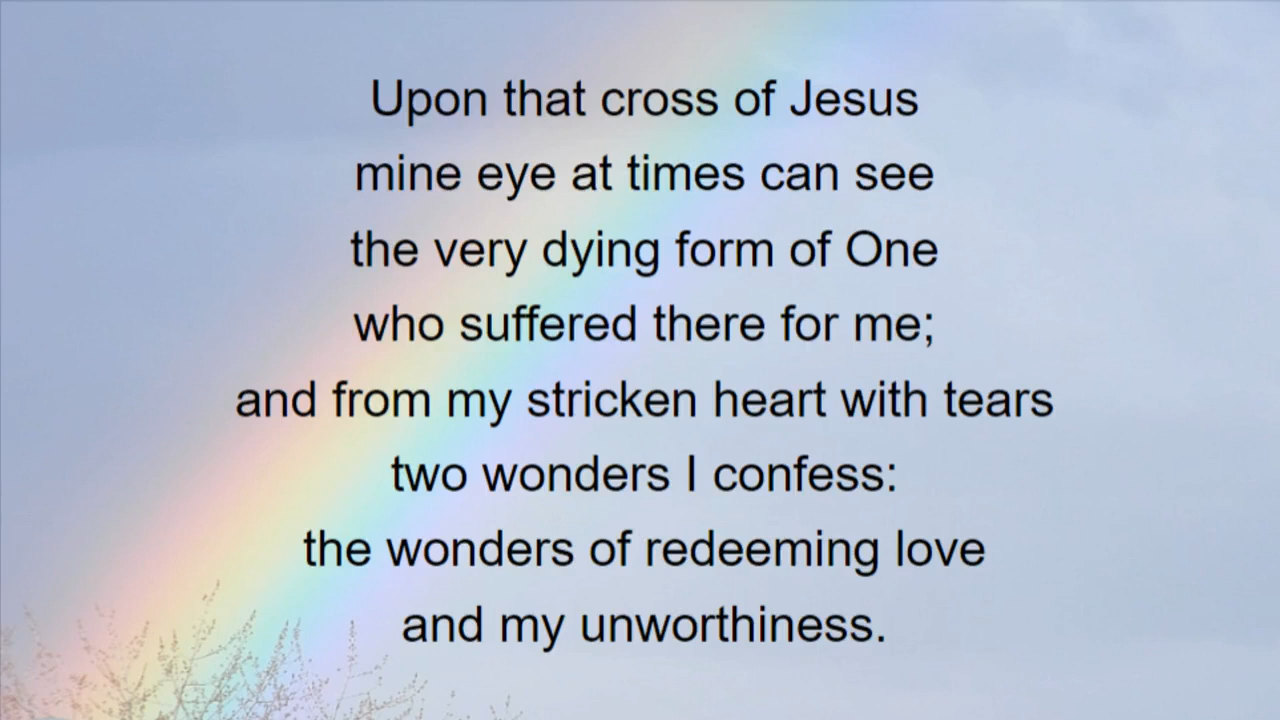 Upon that cross of Jesus
mine eye at times can see
the very dying form of One
who suffered there for me;
and from my stricken heart with tears
two wonders I confess:
the wonders of redeeming love
and my unworthiness.